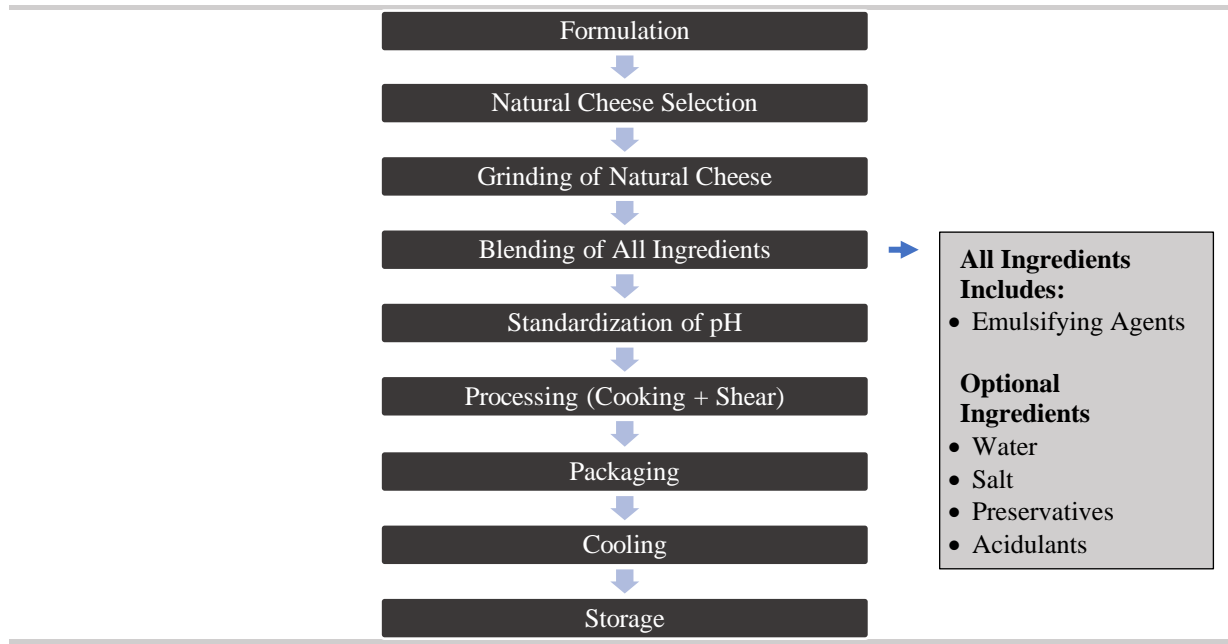 Formulation
Natural Cheese Selection
Grinding of Natural Cheese
Blending of All Ingredients
Standardization of pH
Processing (Cooking + Shear)
Packaging
Cooling
Storage
All Ingredients
Includes:
• Emulsifying Agents
Optional
Ingredients
• Water
• Salt
• Preservatives
• Acidulants